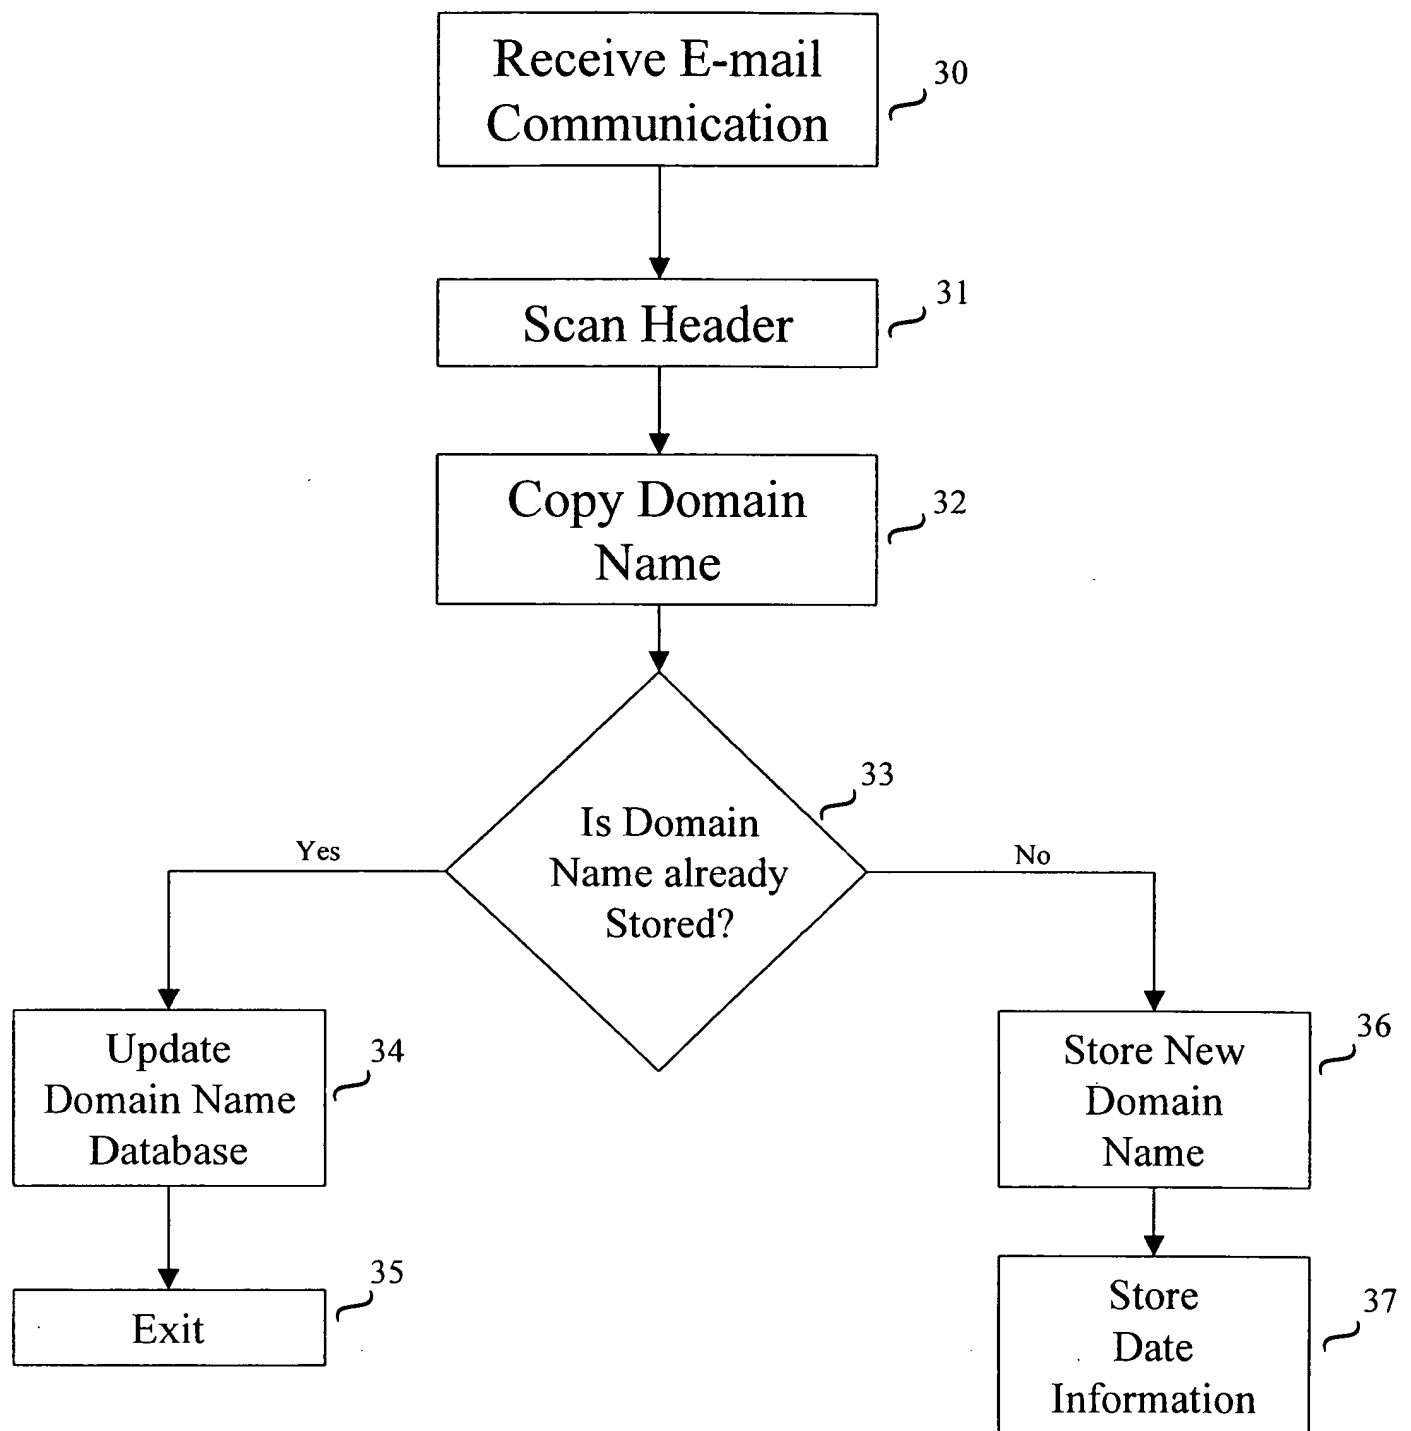 Receive E-mail
Communication
30
Scan Header
31
Copy Domain
Name
32
Is Domain
Name already
Stored?
33
Yes
No
Update
Domain Name
Database
34
Exit
35
Store New
Domain
Name
36
Store
Date
Information
37